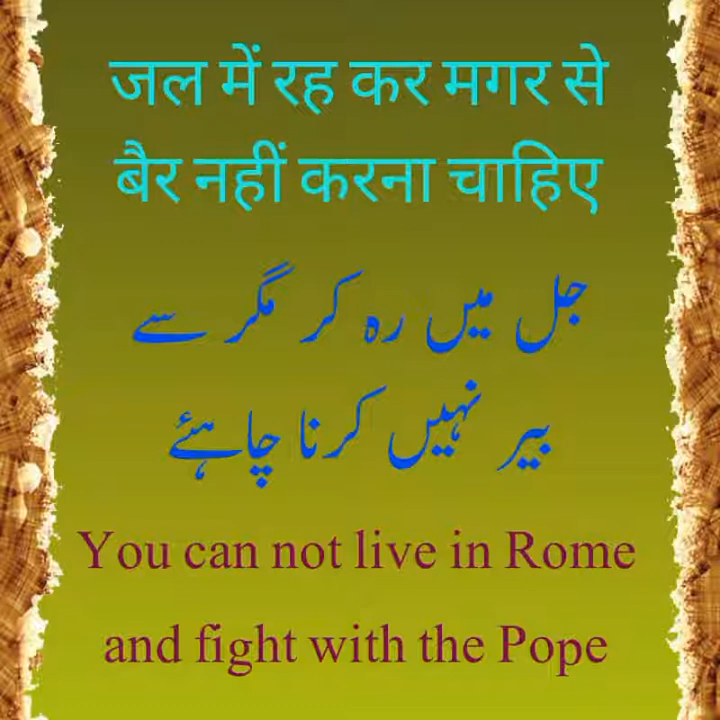 जल में रह कर मगर से
बैर नहीं करना चाहिए
جل میں رہ کر مگر سے
بیر نہیں کرنا چاہئے
You can not live in Rome
and fight with the Pope